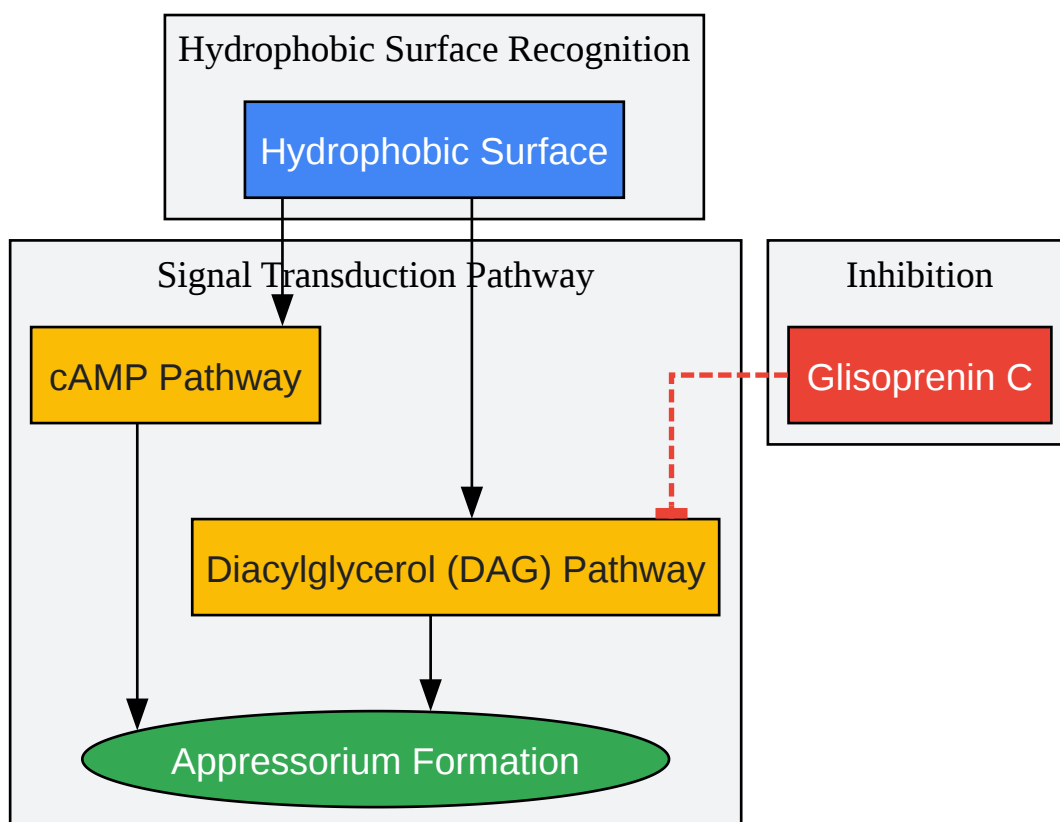 Hydrophobic Surface Recognition
Hydrophobic Surface
Signal Transduction Pathway
Inhibition
cAMP Pathway
Glisoprenin C
Diacylglycerol (DAG) Pathway
Appressorium Formation